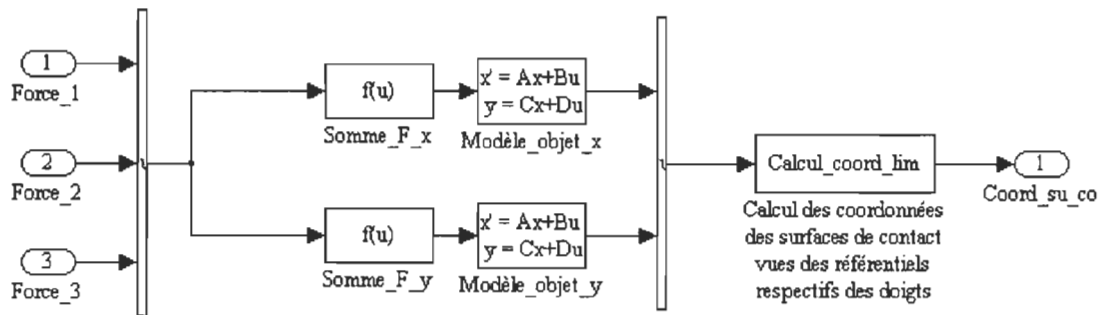 1
Force_1
2
Force_2
3
Force_3
f(u)
Somme_F_x
x' = Ax+Bu
y = Cx+Du
Modèle_objet_x
f(u)
Somme_F_y
x' = Ax+Bu
y = Cx+Du
Modèle_objet_y
Calcul_coord_lim
Calcul des coordonnées
des surfaces de contact
vues des référentiels
respectifs des doigts
1
Coord_su_co